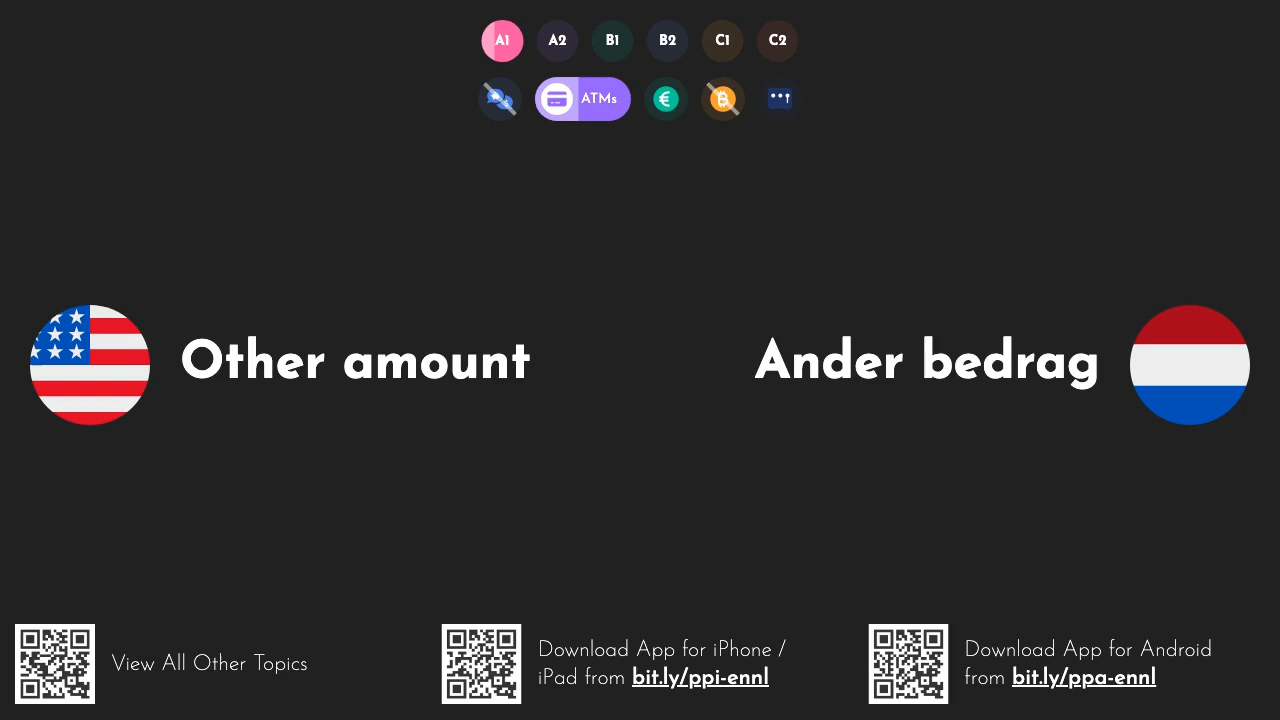 A1 A2 B1 B2 C1 C2
ATMs
Other amount
Ander bedrag
View All Other Topics
Download App for iPhone /
iPad from bit.ly/ppi-ennl
Download App for Android
from bit.ly/ppa-ennl